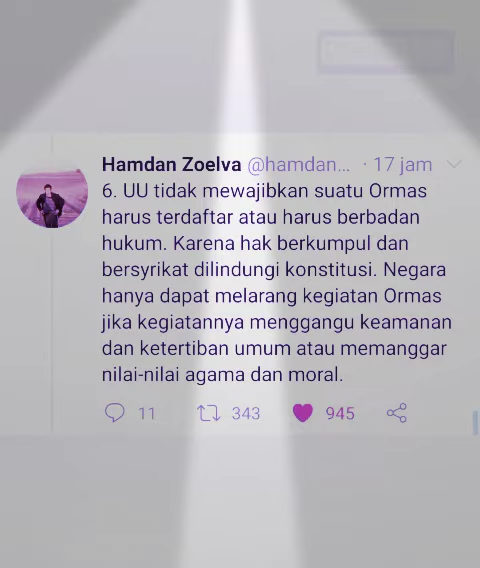 Hamdan Zoelva @hamdan... · 17 jam
6. UU tidak mewajibkan suatu Ormas
harus terdaftar atau harus berbadan
hukum. Karena hak berkumpul dan
bersyrikat dilindungi konstitusi. Negara
hanya dapat melarang kegiatan Ormas
jika kegiatannya menggangu keamanan
dan ketertiban umum atau memanggar
nilai-nilai agama dan moral.
11 343 945